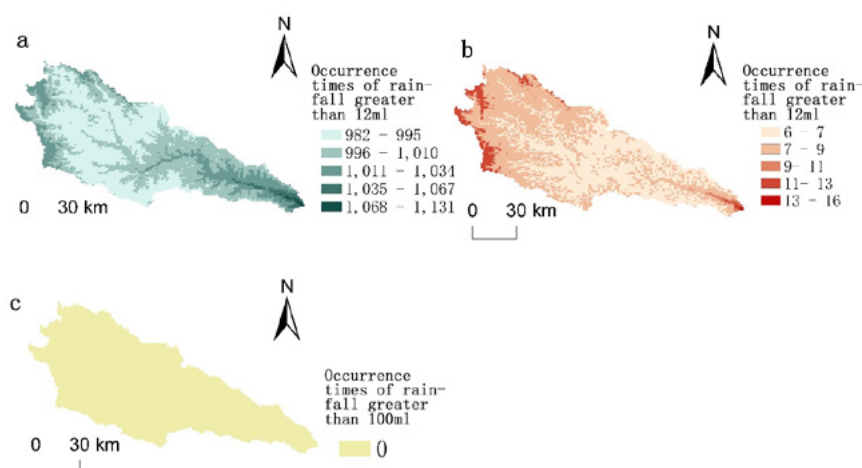 a
N
Occurrence
times of rain-
fall greater
than 12ml
982 - 995
996 - 1,010
1,011 - 1,034
1,035 - 1,067
1,068 - 1,131
0 30 km
b
N
Occurrence
times of rain-
fall greater
than 12ml
6 - 7
7 - 9
9- 11
11- 13
13 - 16
0 30 km
c
N
Occurrence
times of rain-
fall greater
than 100ml
0
0 30 km